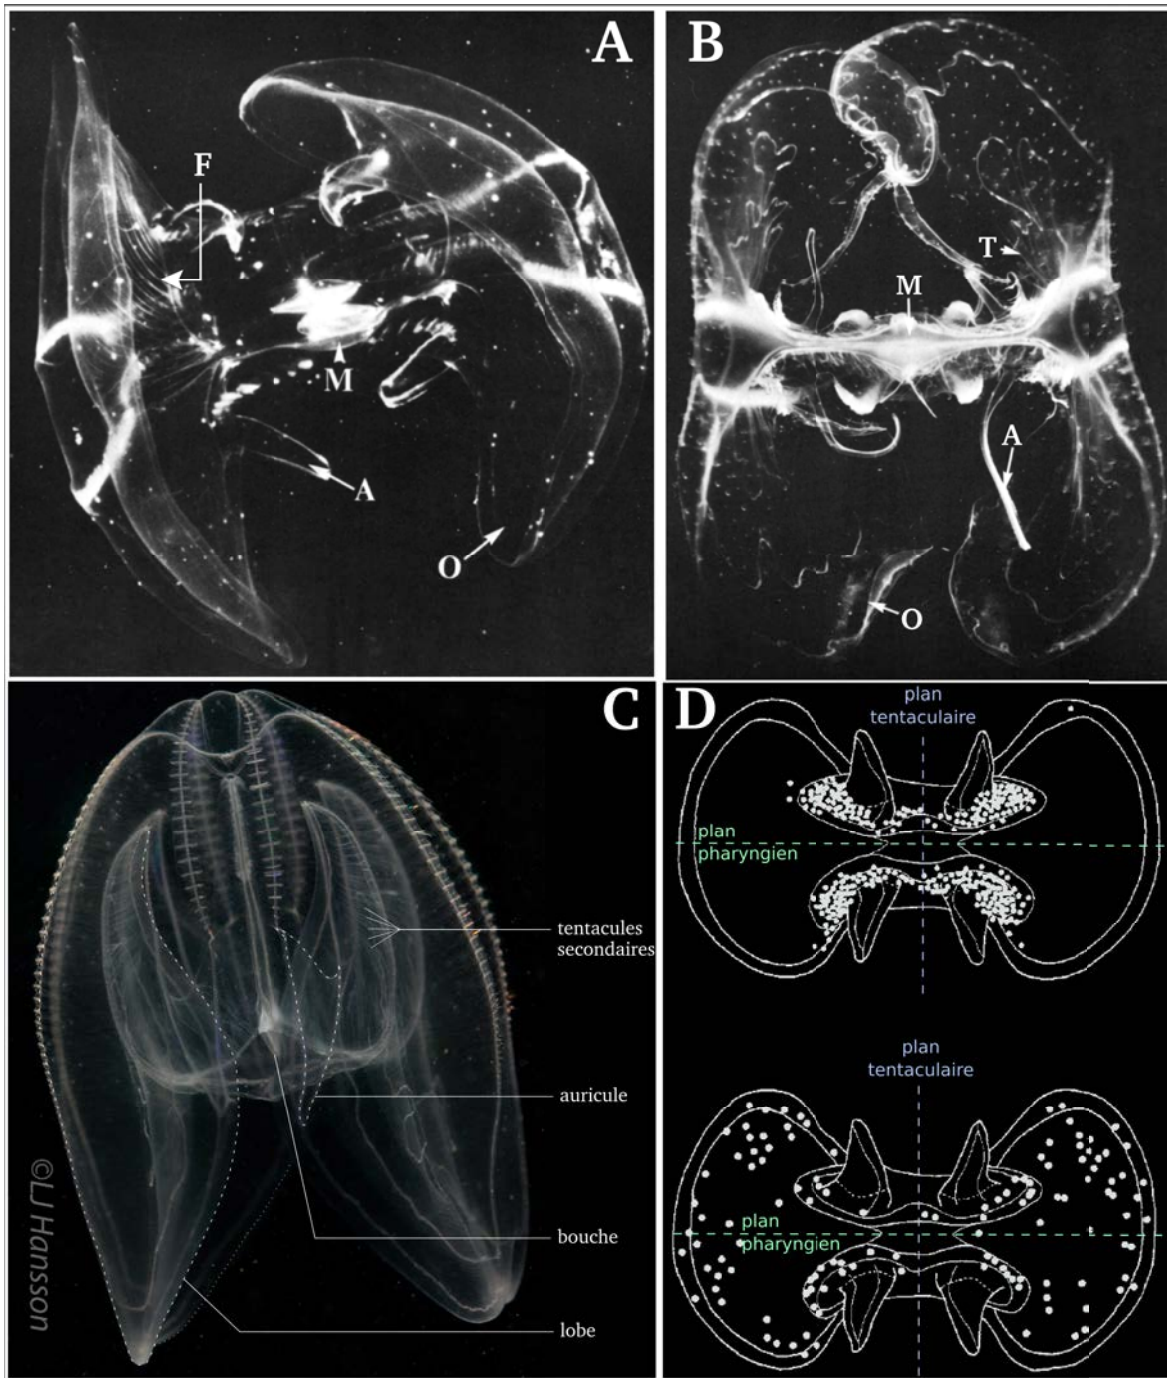 A
F
M
A
O
B
T
M
A
O
C
tentacules
secondaires
auricule
bouche
lobe
©LJ Hansson
D
plan
tentaculaire
plan
pharyngien
plan
tentaculaire
plan
pharyngien